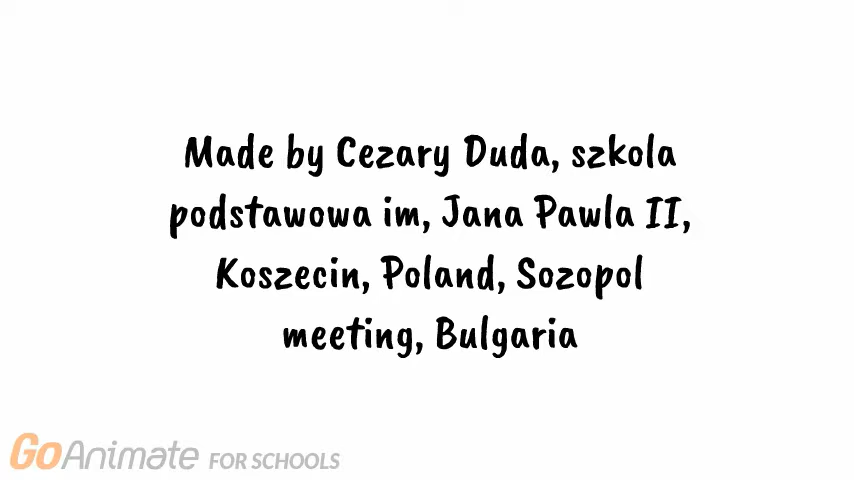 Made by Cezary Duda, szkola
podstawowa im, Jana Pawla II,
Koszecin, Poland, Sozopol
meeting, Bulgaria
GoAnimate FOR SCHOOLS